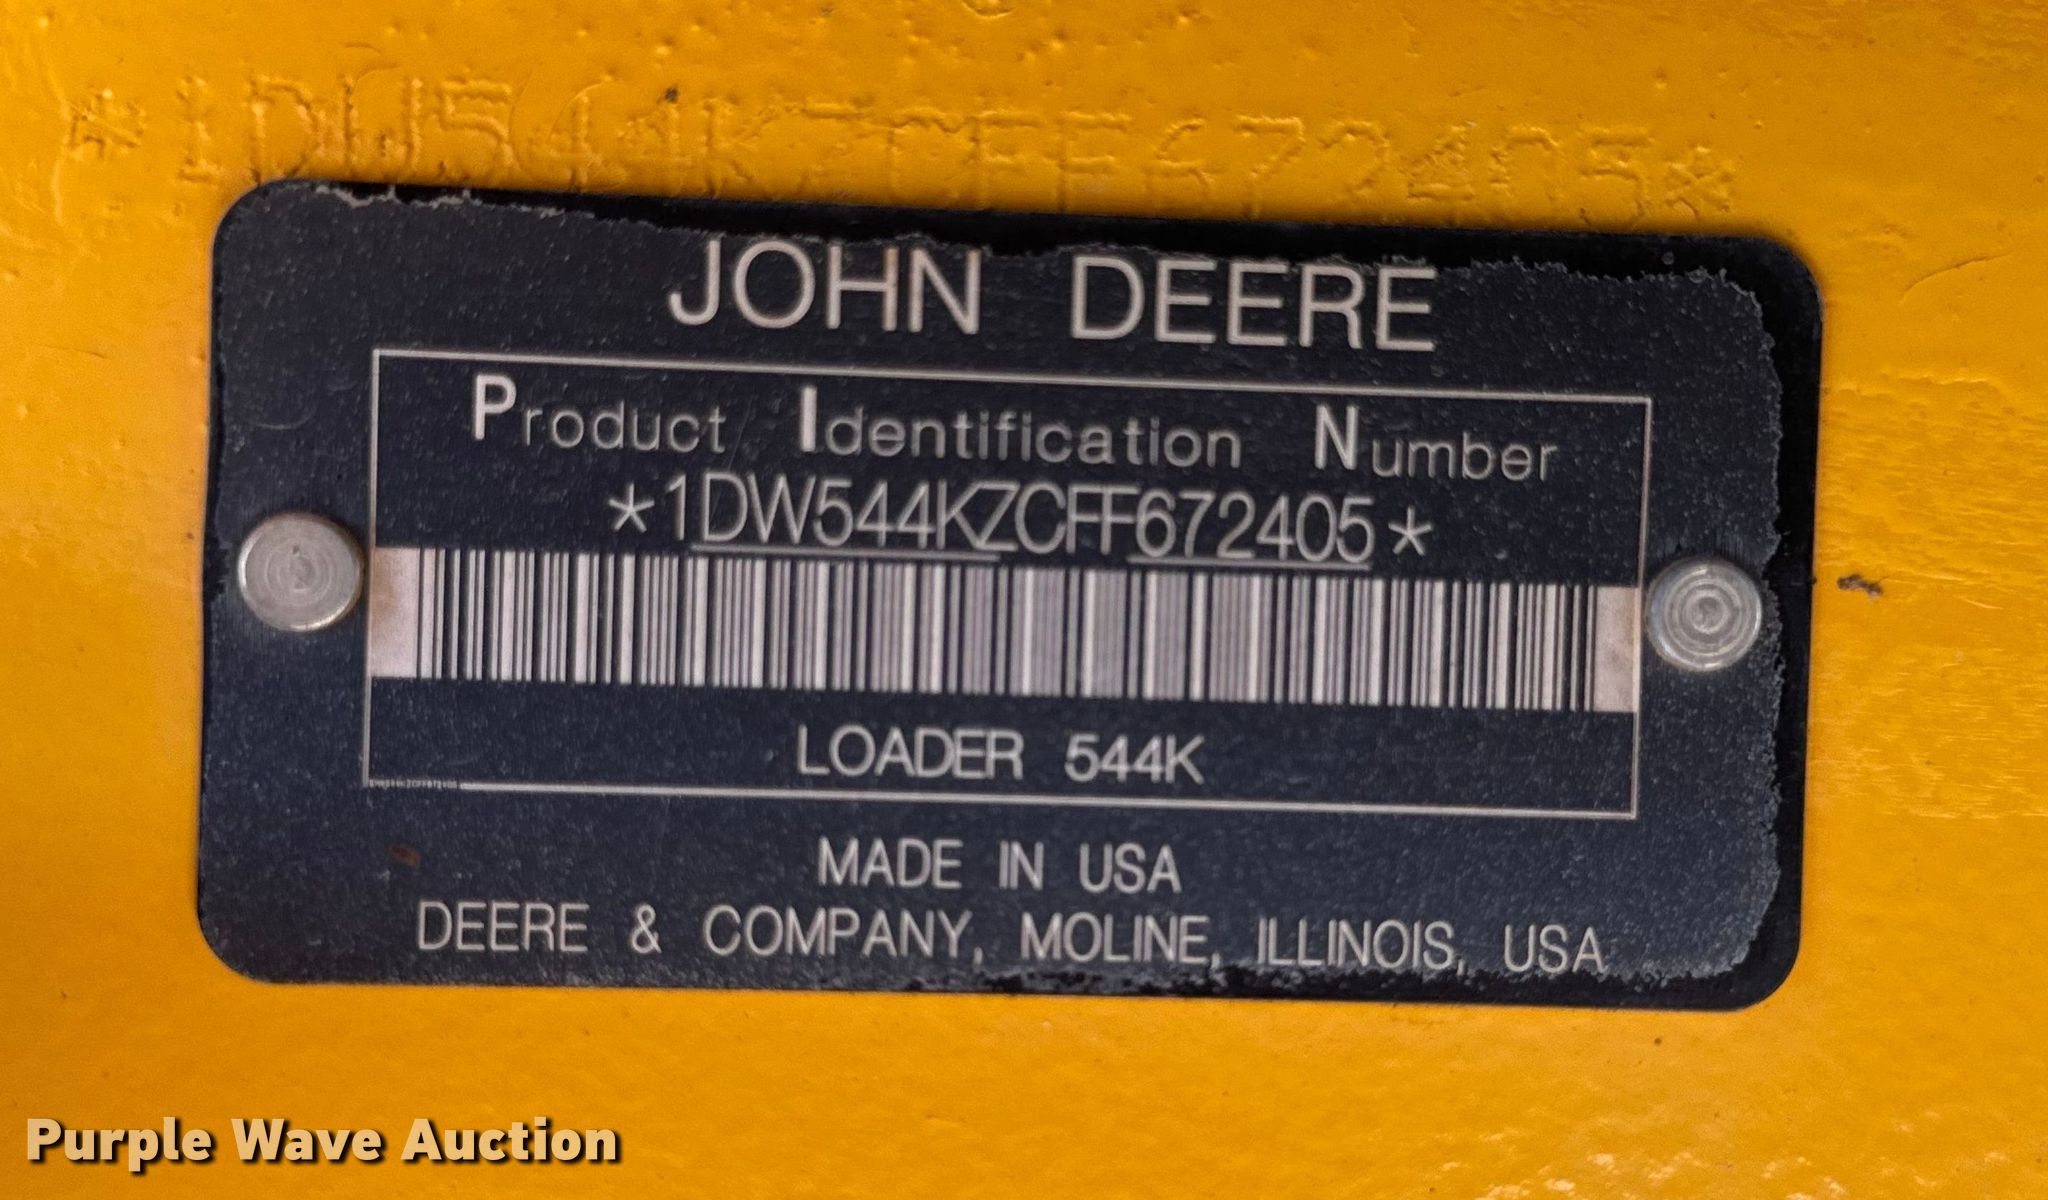 *1DW544KZCFF672405*
JOHN DEERE
Product Identification Number
*1DW544KZCFF672405*
LOADER 544K
1DW544KZCFF672405
MADE IN USA
DEERE & COMPANY, MOLINE, ILLINOIS, USA
Purple Wave Auction